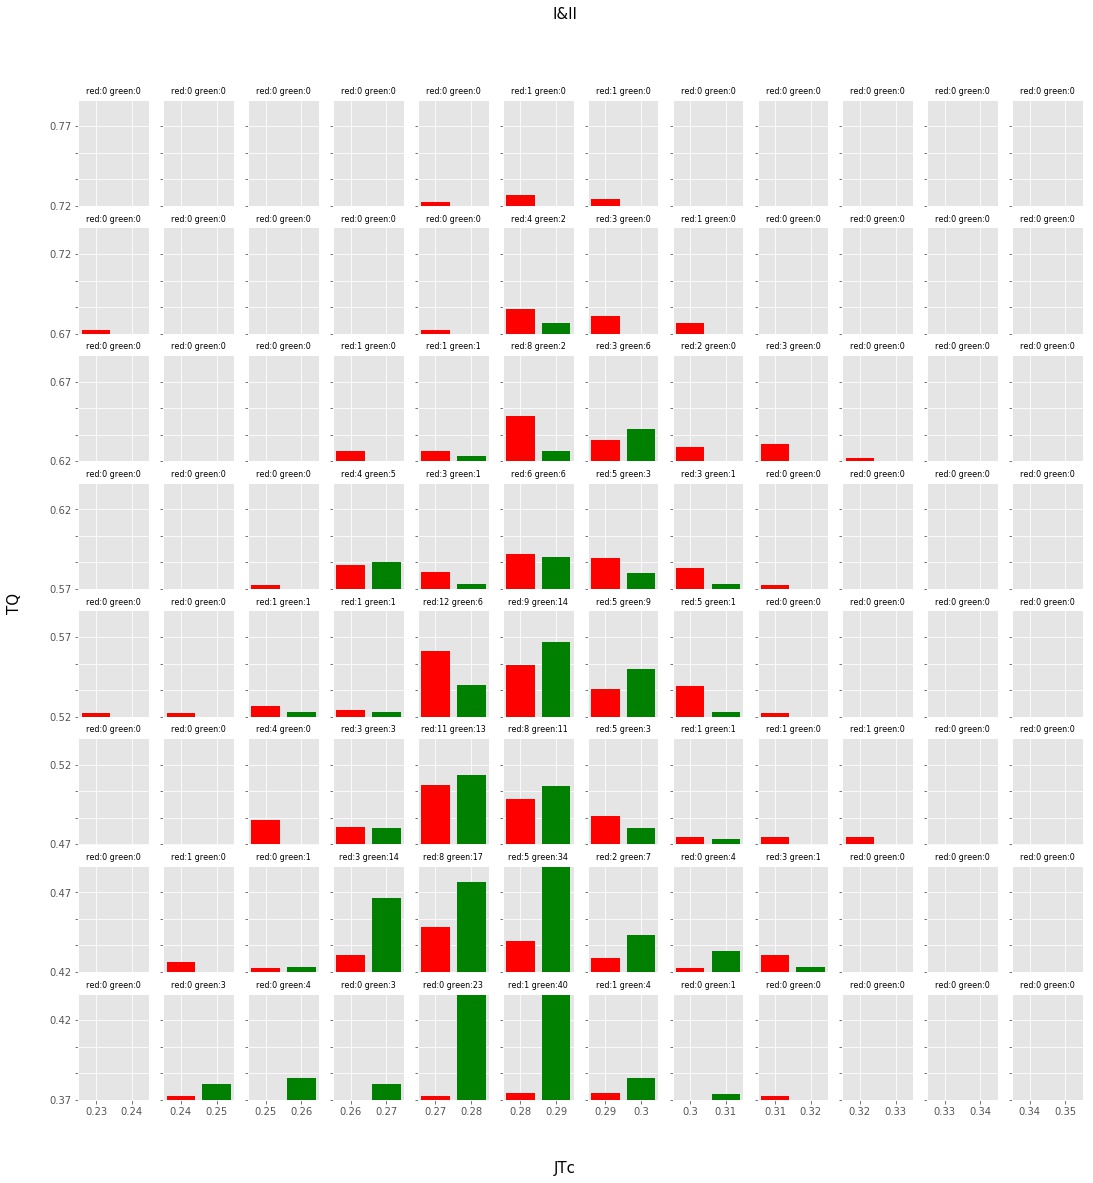 I&II
red:0 green:0 red:0 green:0 red:0 green:0 red:0 green:0 red:0 green:0 red:1 green:0 red:1 green:0 red:0 green:0 red:0 green:0 red:0 green:0 red:0 green:0 red:0 green:0
0.77
0.72
red:0 green:0 red:0 green:0 red:0 green:0 red:0 green:0 red:0 green:0 red:4 green:2 red:3 green:0 red:1 green:0 red:0 green:0 red:0 green:0 red:0 green:0 red:0 green:0
0.72
0.67
red:0 green:0 red:0 green:0 red:0 green:0 red:1 green:0 red:1 green:1 red:8 green:2 red:3 green:6 red:2 green:0 red:3 green:0 red:0 green:0 red:0 green:0 red:0 green:0
0.67
0.62
red:0 green:0 red:0 green:0 red:0 green:0 red:4 green:5 red:3 green:1 red:6 green:6 red:5 green:3 red:3 green:1 red:0 green:0 red:0 green:0 red:0 green:0 red:0 green:0
0.62
0.57
red:0 green:0 red:0 green:0 red:1 green:1 red:1 green:1 red:12 green:6 red:9 green:14 red:5 green:9 red:5 green:1 red:0 green:0 red:0 green:0 red:0 green:0 red:0 green:0
TQ
0.57
0.52
red:0 green:0 red:0 green:0 red:4 green:0 red:3 green:3 red:11 green:13 red:8 green:11 red:5 green:3 red:1 green:1 red:1 green:0 red:1 green:0 red:0 green:0 red:0 green:0
0.52
0.47
red:0 green:0 red:1 green:0 red:0 green:1 red:3 green:14 red:8 green:17 red:5 green:34 red:2 green:7 red:0 green:4 red:3 green:1 red:0 green:0 red:0 green:0 red:0 green:0
0.47
0.42
red:0 green:0 red:0 green:3 red:0 green:4 red:0 green:3 red:0 green:23 red:1 green:40 red:1 green:4 red:0 green:1 red:0 green:0 red:0 green:0 red:0 green:0 red:0 green:0
0.42
0.37
0.23 0.24 0.24 0.25 0.25 0.26 0.26 0.27 0.27 0.28 0.28 0.29 0.29 0.3 0.3 0.31 0.31 0.32 0.32 0.33 0.33 0.34 0.34 0.35
JTc